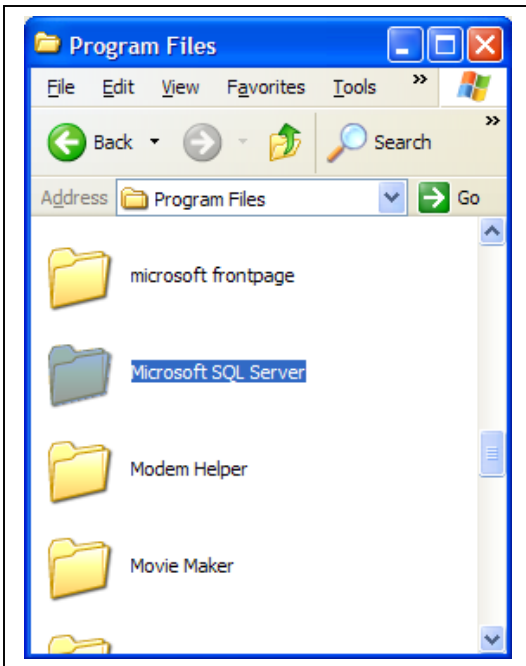 Program Files
File Edit View Favorites Tools »
Back Search »
Address Program Files Go
microsoft frontpage
Microsoft SQL Server
Modem Helper
Movie Maker